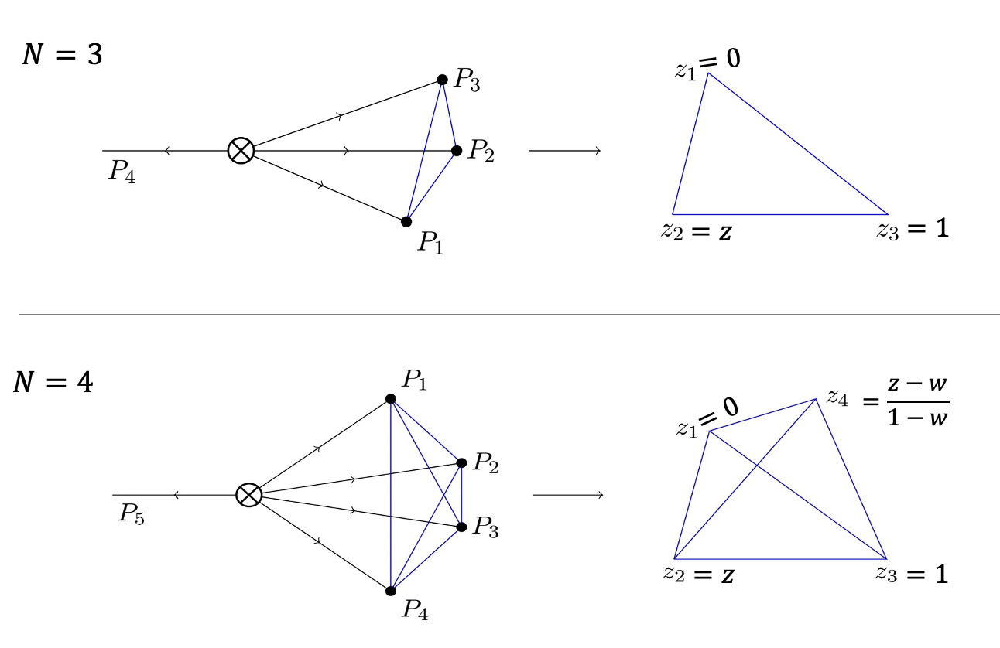 N = 3
P₃
P₂
P₄
P₁
z₁ = 0
z₂ = z
z₃ = 1
N = 4
P₁
P₂
P₅
P₃
P₄
z₁ = 0
z₄ = \frac{z - w}{1 - w}
z₂ = z
z₃ = 1